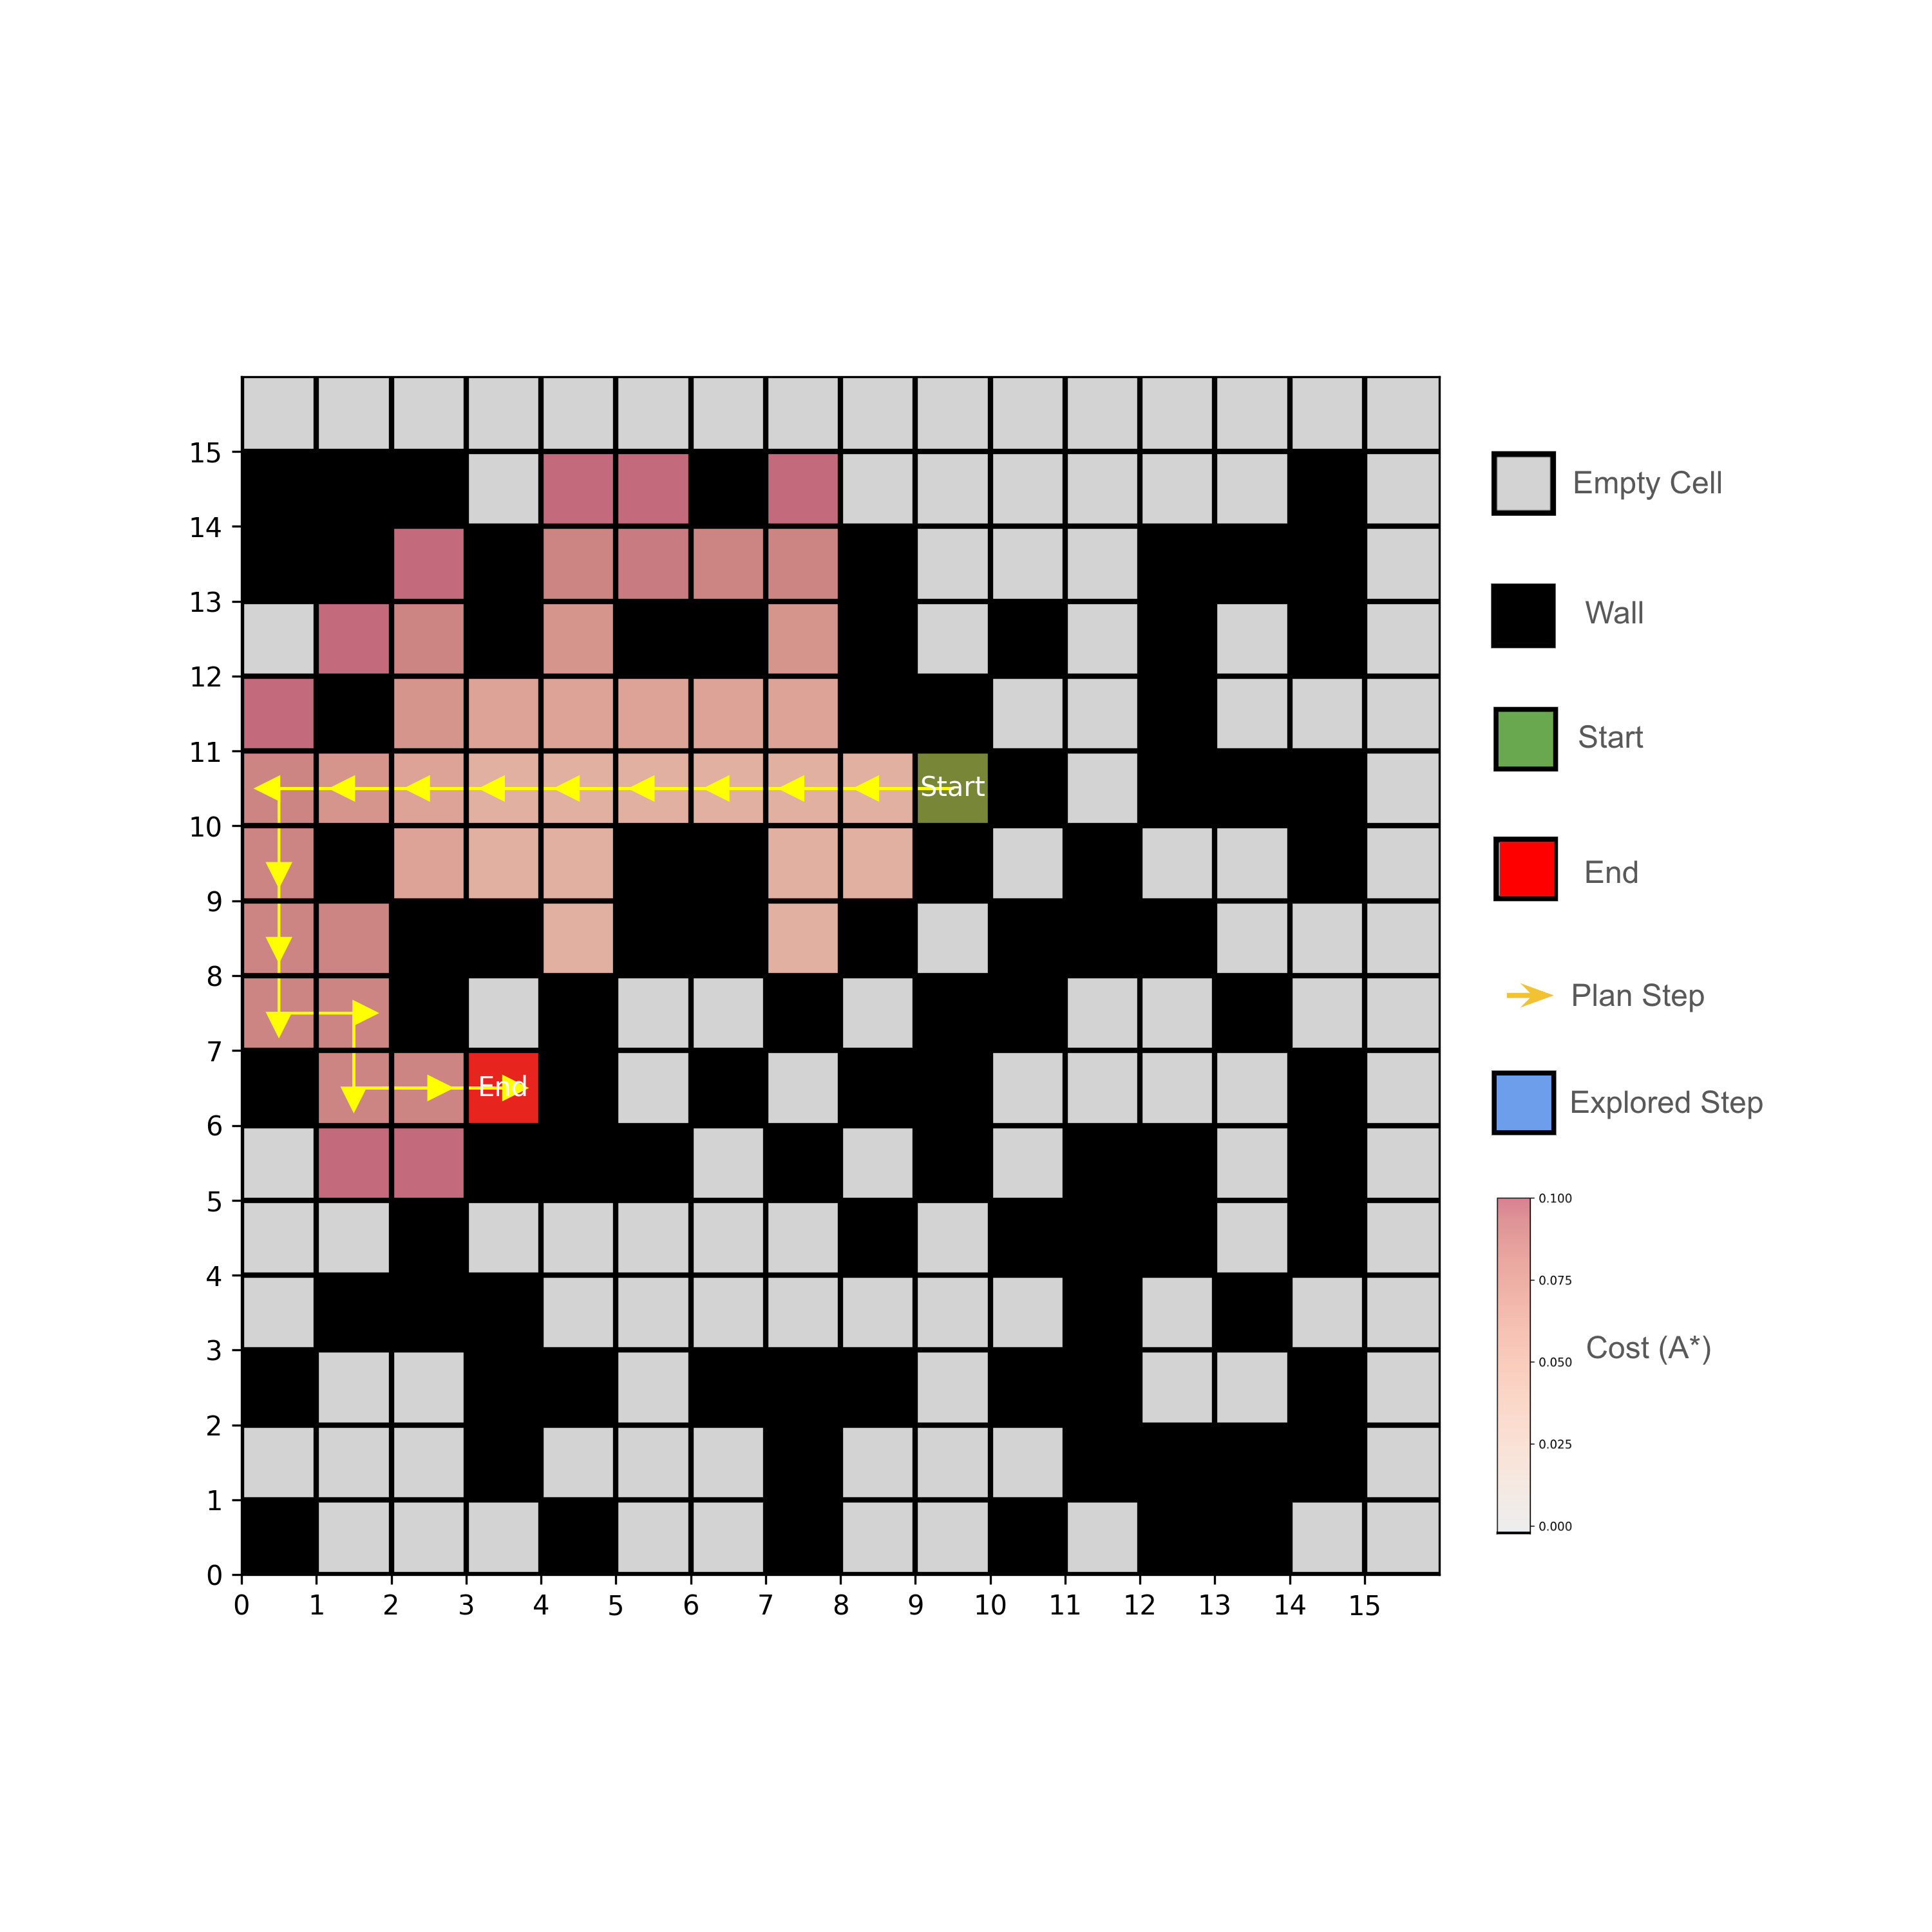 15
14
13
12
11
10
9
8
7
6
5
4
3
2
1
0
0 1 2 3 4 5 6 7 8 9 10 11 12 13 14 15
Start
End
Empty Cell
Wall
Start
End
Plan Step
Explored Step
0.100
0.075
0.050
0.025
0.000
Cost (A*)